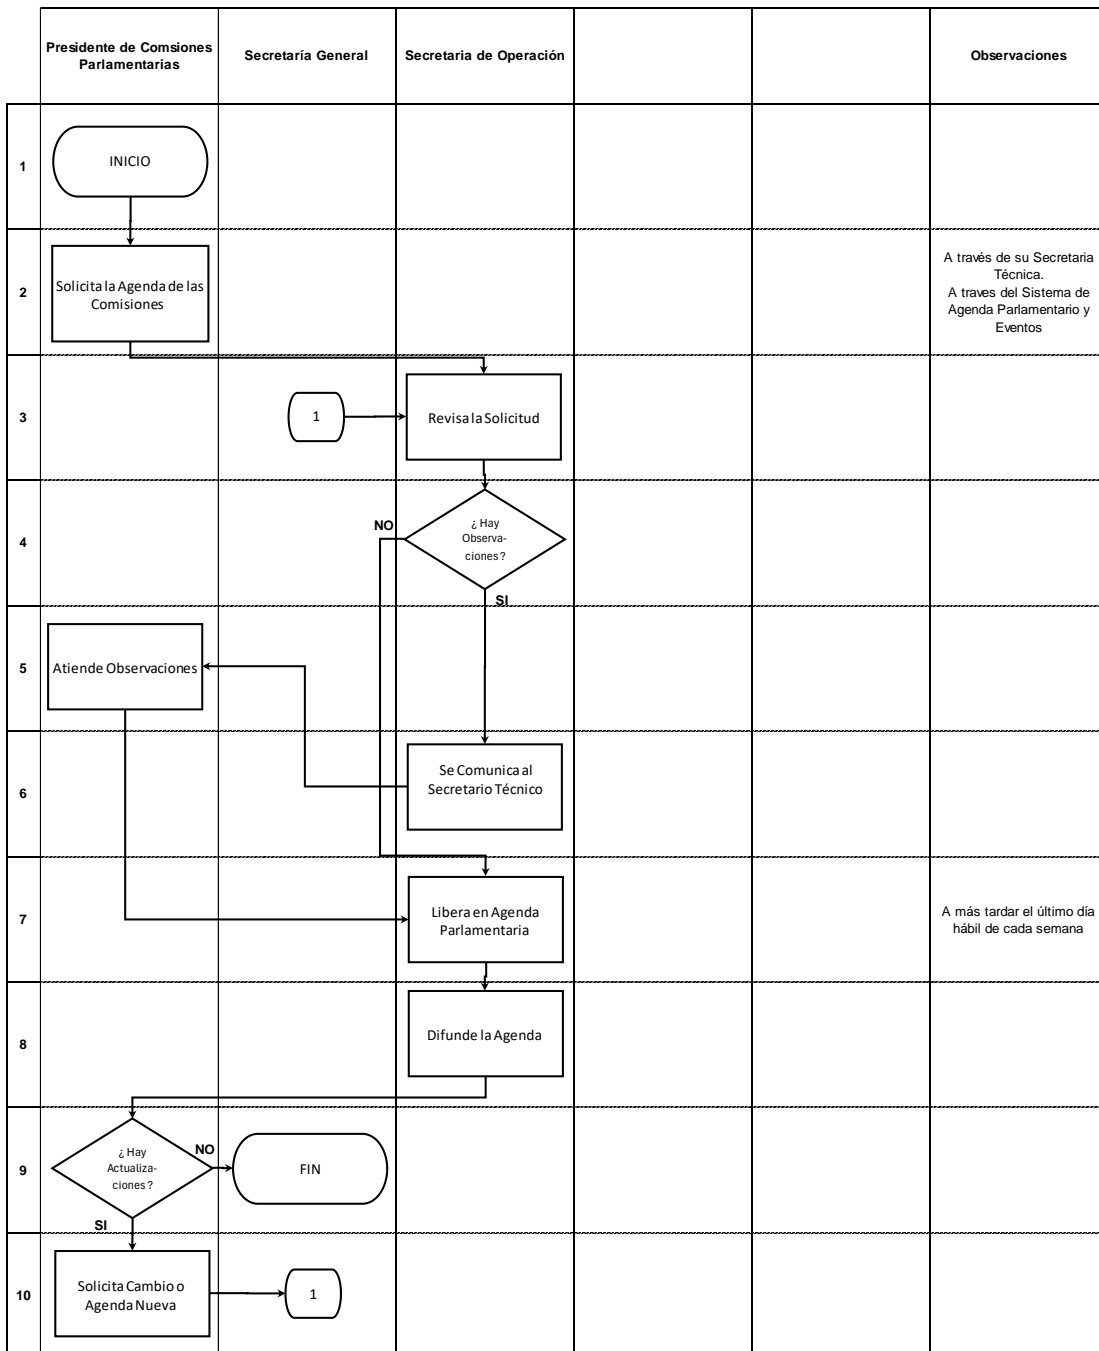 Presidente de Comsiones
Parlamentarias
Secretaría General
Secretaria de Operación
Observaciones
1
INICIO
2
Solicita la Agenda de las
Comisiones
A través de su Secretaria
Técnica.
A traves del Sistema de
Agenda Parlamentario y
Eventos
3
1
Revisa la Solicitud
4
NO
¿ Hay
Observa-
ciones ?
SI
5
Atiende Observaciones
6
Se Comunica al
Secretario Técnico
7
Libera en Agenda
Parlamentaria
A más tardar el último día
hábil de cada semana
8
Difunde la Agenda
9
¿ Hay
Actualiza-
ciones ?
NO
FIN
SI
10
Solicita Cambio o
Agenda Nueva
1